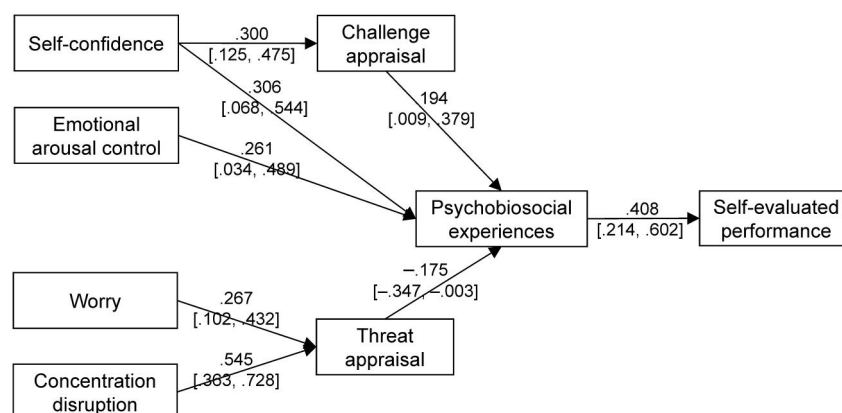 Self-confidence
.300
[.125, .475]
Challenge
appraisal
.306
[.068, .544]
194
[.009, .379]
Emotional
arousal control
.261
[.034, .489]
Psychobiosocial
experiences
.408
[.214, .602]
Self-evaluated
performance
–.175
[–.347, –.003]
Worry
.267
[.102, .432]
Threat
appraisal
.545
[.363, .728]
Concentration
disruption